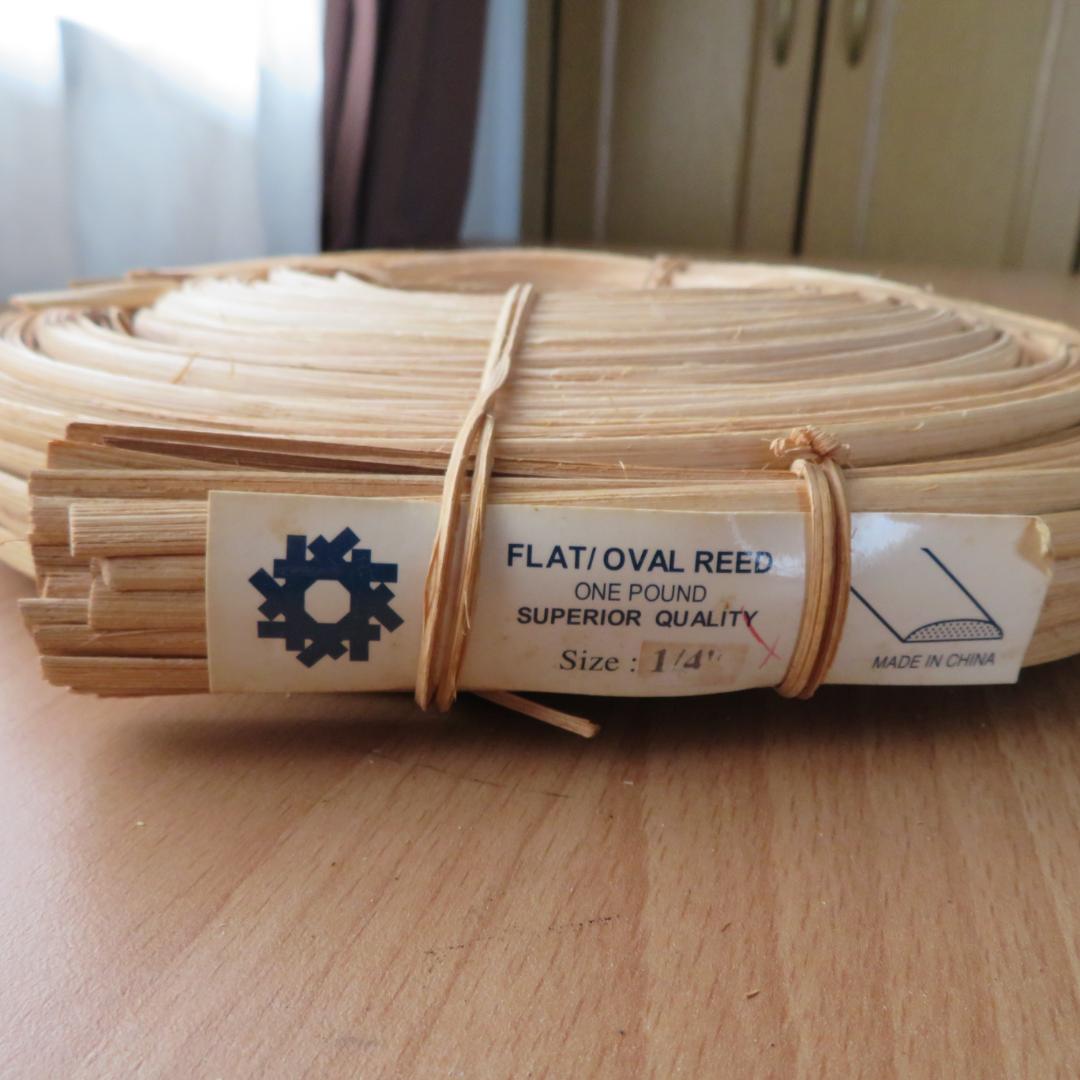 FLAT/ OVAL REED
ONE POUND
SUPERIOR QUALITY
Size : 1/4"
MADE IN CHINA